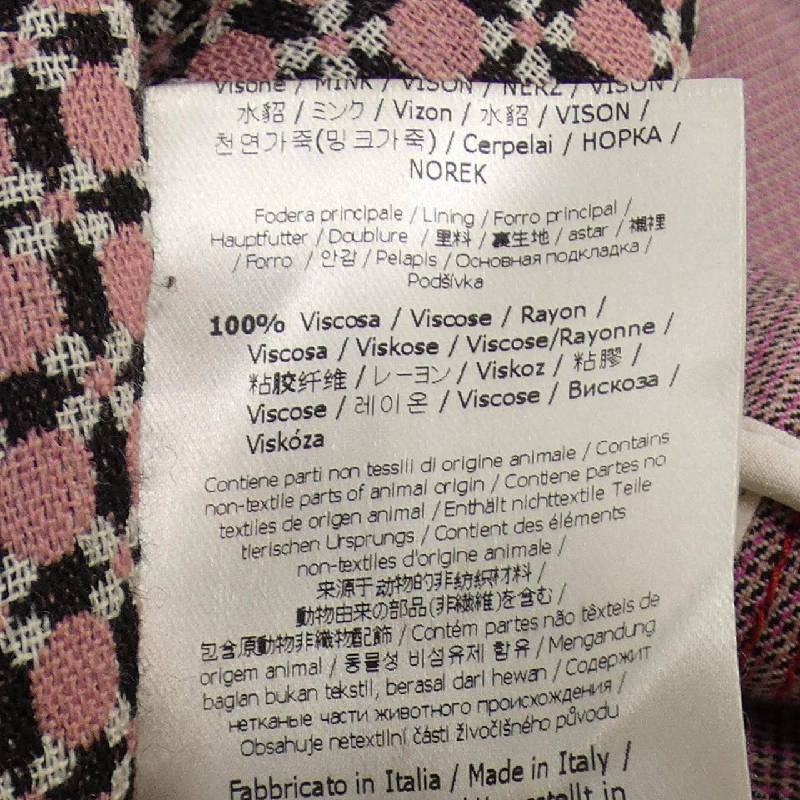 Visone / MINK / VISON / NERZ / VISON /
水貂 / ミンク / Vizon / 水貂 / VISON /
천연가죽(밍크가죽) / Cerpelai / НОРКА /
NOREK
Fodera principale / Lining / Forro principal /
Hauptfutter / Doublure / 里料 / 裏生地 / astar / 襯裡
/ Forro / 안감 / Pelapis / Основная подкладка /
Podšívka
100% Viscosa / Viscose / Rayon /
Viscosa / Viskose / Viscose/Rayonne /
粘胶纤维 / レーヨン / Viskoz / 粘膠 /
Viscose / 레이온 / Viscose / Вискоза /
Viskóza
Contiene parti non tessili di origine animale / Contains
non-textile parts of animal origin / Contiene partes no
textiles de origen animal / Enthält nichttextile Teile
tierischen Ursprungs / Contient des éléments
non-textiles d'origine animale /
来源于动物的非纺织材料 /
動物由来の部品(非繊維)を含む /
包含原動物非織物配飾 / Contém partes não têxteis de
origem animal / 동물성 비섬유제 함유 / Mengandung
bagian bukan tekstil, berasal dari hewan / Содержит
нетканые части животного происхождения /
Obsahuje netextilní části živočišného původu
Fabbricato in Italia / Made in Italy /